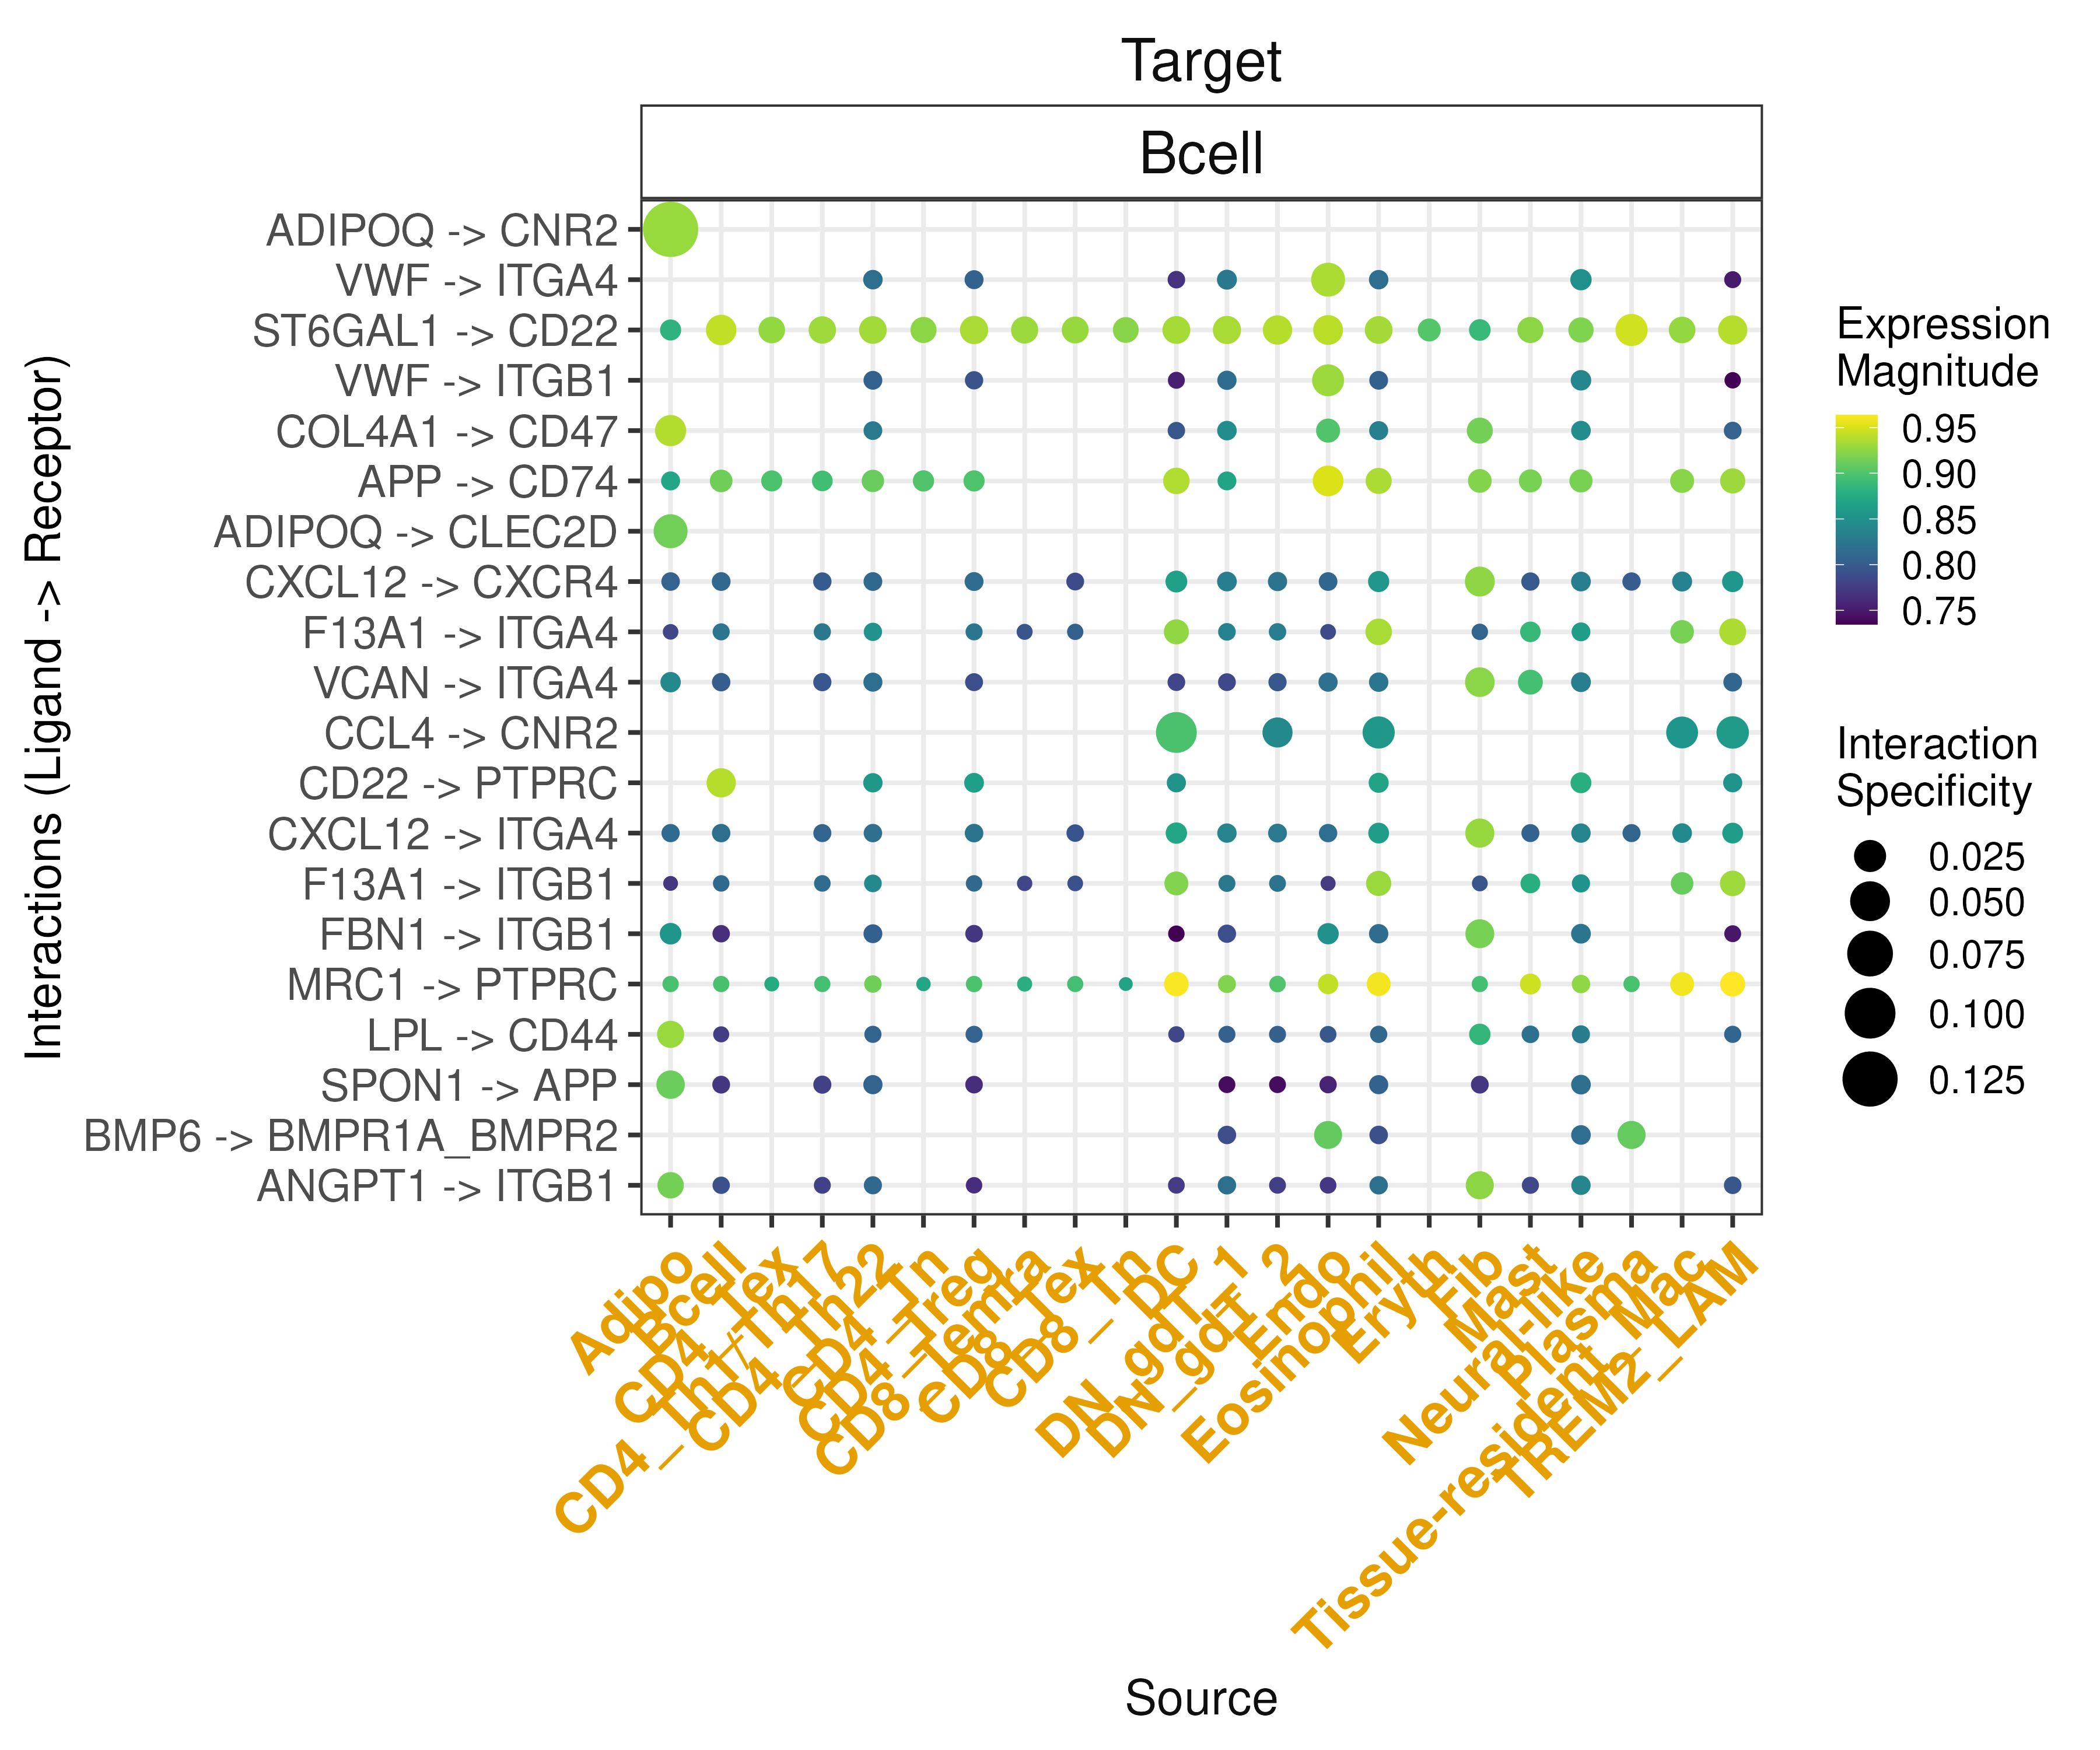 Target
Bcell
Interactions (Ligand -> Receptor)
ADIPOQ -> CNR2
VWF -> ITGA4
ST6GAL1 -> CD22
VWF -> ITGB1
COL4A1 -> CD47
APP -> CD74
ADIPOQ -> CLEC2D
CXCL12 -> CXCR4
F13A1 -> ITGA4
VCAN -> ITGA4
CCL4 -> CNR2
CD22 -> PTPRC
CXCL12 -> ITGA4
F13A1 -> ITGB1
FBN1 -> ITGB1
MRC1 -> PTPRC
LPL -> CD44
SPON1 -> APP
BMP6 -> BMPR1A_BMPR2
ANGPT1 -> ITGB1
Adipo
Bcell
CD4_Tex
CD4_Th22
CD4_Tn
CD4_Treg
CD8_Temra
CD8_Tex
CD8_Tn
DC
DN_gdT_1
DN_gdT_2
Endo
Eosinophil
Eryth
Fib
Mast
Neural-like
Plasma
Tissue-resident Mac
TREM2_LAM
Source
Expression
Magnitude
0.95
0.90
0.85
0.80
0.75
Interaction
Specificity
0.025
0.050
0.075
0.100
0.125